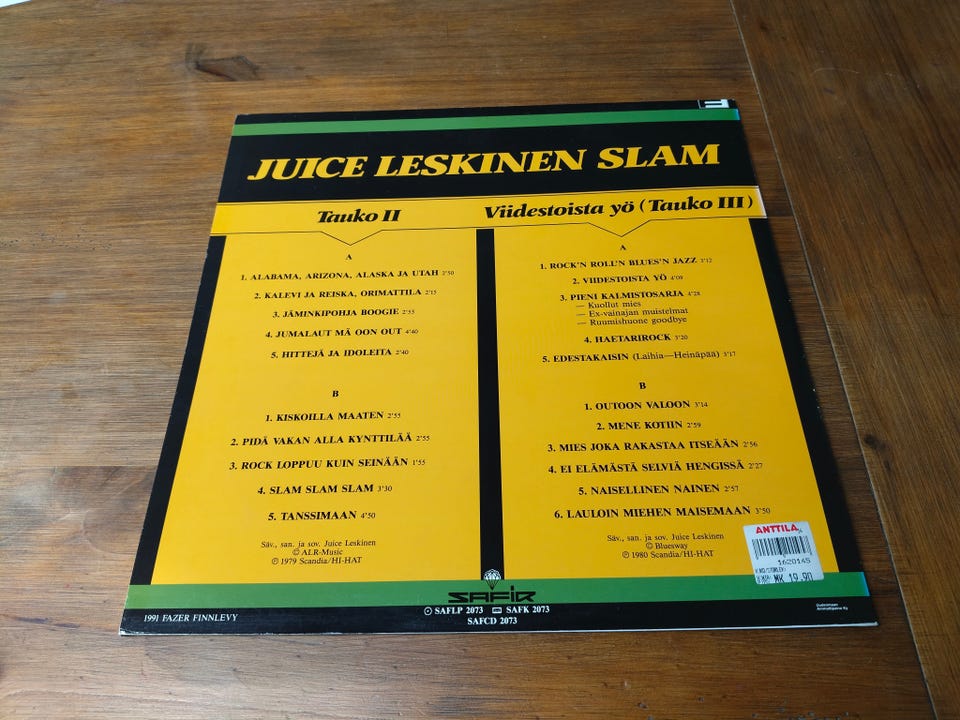 JUICE LESKINEN SLAM
Tauko II
A
1. ALABAMA, ARIZONA, ALASKA JA UTAH 2'50
2. KALEVI JA REISKA, ORIMATTILA 2'15
3. JÄMINKIPOHJA BOOGIE 2'55
4. JUMALAUT MÄ OON OUT 4'40
5. HITTEJÄ JA IDOLEITA 2'40
B
1. KISKOILLA MAATEN 2'55
2. PIDÄ VAKAN ALLA KYNTTILÄÄ 2'55
3. ROCK LOPPUU KUIN SEINÄÄN 1'55
4. SLAM SLAM SLAM 3'30
5. TANSSIMAAN 4'50
Säv., san. ja sov. Juice Leskinen
© ALR-Music
℗ 1979 Scandia/HI-HAT
Viidestoista yö (Tauko III)
A
1. ROCK'N ROLL'N BLUES'N JAZZ 3'12
2. VIIDESTOISTA YÖ 4'09
3. PIENI KALMISTOSARJA 4'28
— Kuollut mies
— Ex-vainajan muistelmat
— Ruumishuone goodbye
4. HAETARIROCK 3'20
5. EDESTAKAISIN (Laihia—Heinäpää) 3'17
B
1. OUTOON VALOON 3'14
2. MENE KOTIIN 2'59
3. MIES JOKA RAKASTAA ITSEÄÄN 2'56
4. EI ELÄMÄSTÄ SELVIÄ HENGISSÄ 2'27
5. NAISELLINEN NAINEN 2'57
6. LAULOIN MIEHEN MAISEMAAN 3'50
Säv., san. ja sov. Juice Leskinen
© Bluesway
℗ 1980 Scandia/HI-HAT
ANTTILA
1620145
MK 19,90
SAFIR
SAFLP 2073 SAFK 2073
SAFCD 2073
1991 FAZER FINNLEVY